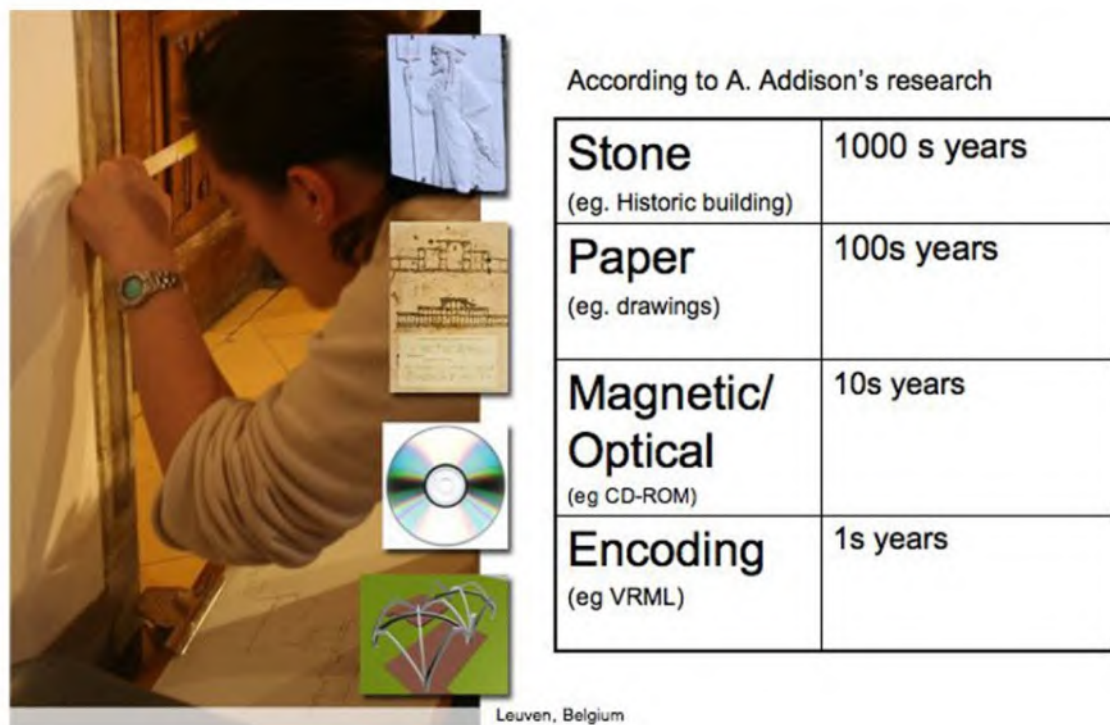 According to A. Addison's research
Stone
1000 s years
(eg. Historic building)
Paper
100s years
(eg. drawings)
Magnetic/
10s years
Optical
(eg CD-ROM)
Encoding
1s years
(eg VRML)
Leuven, Belgium